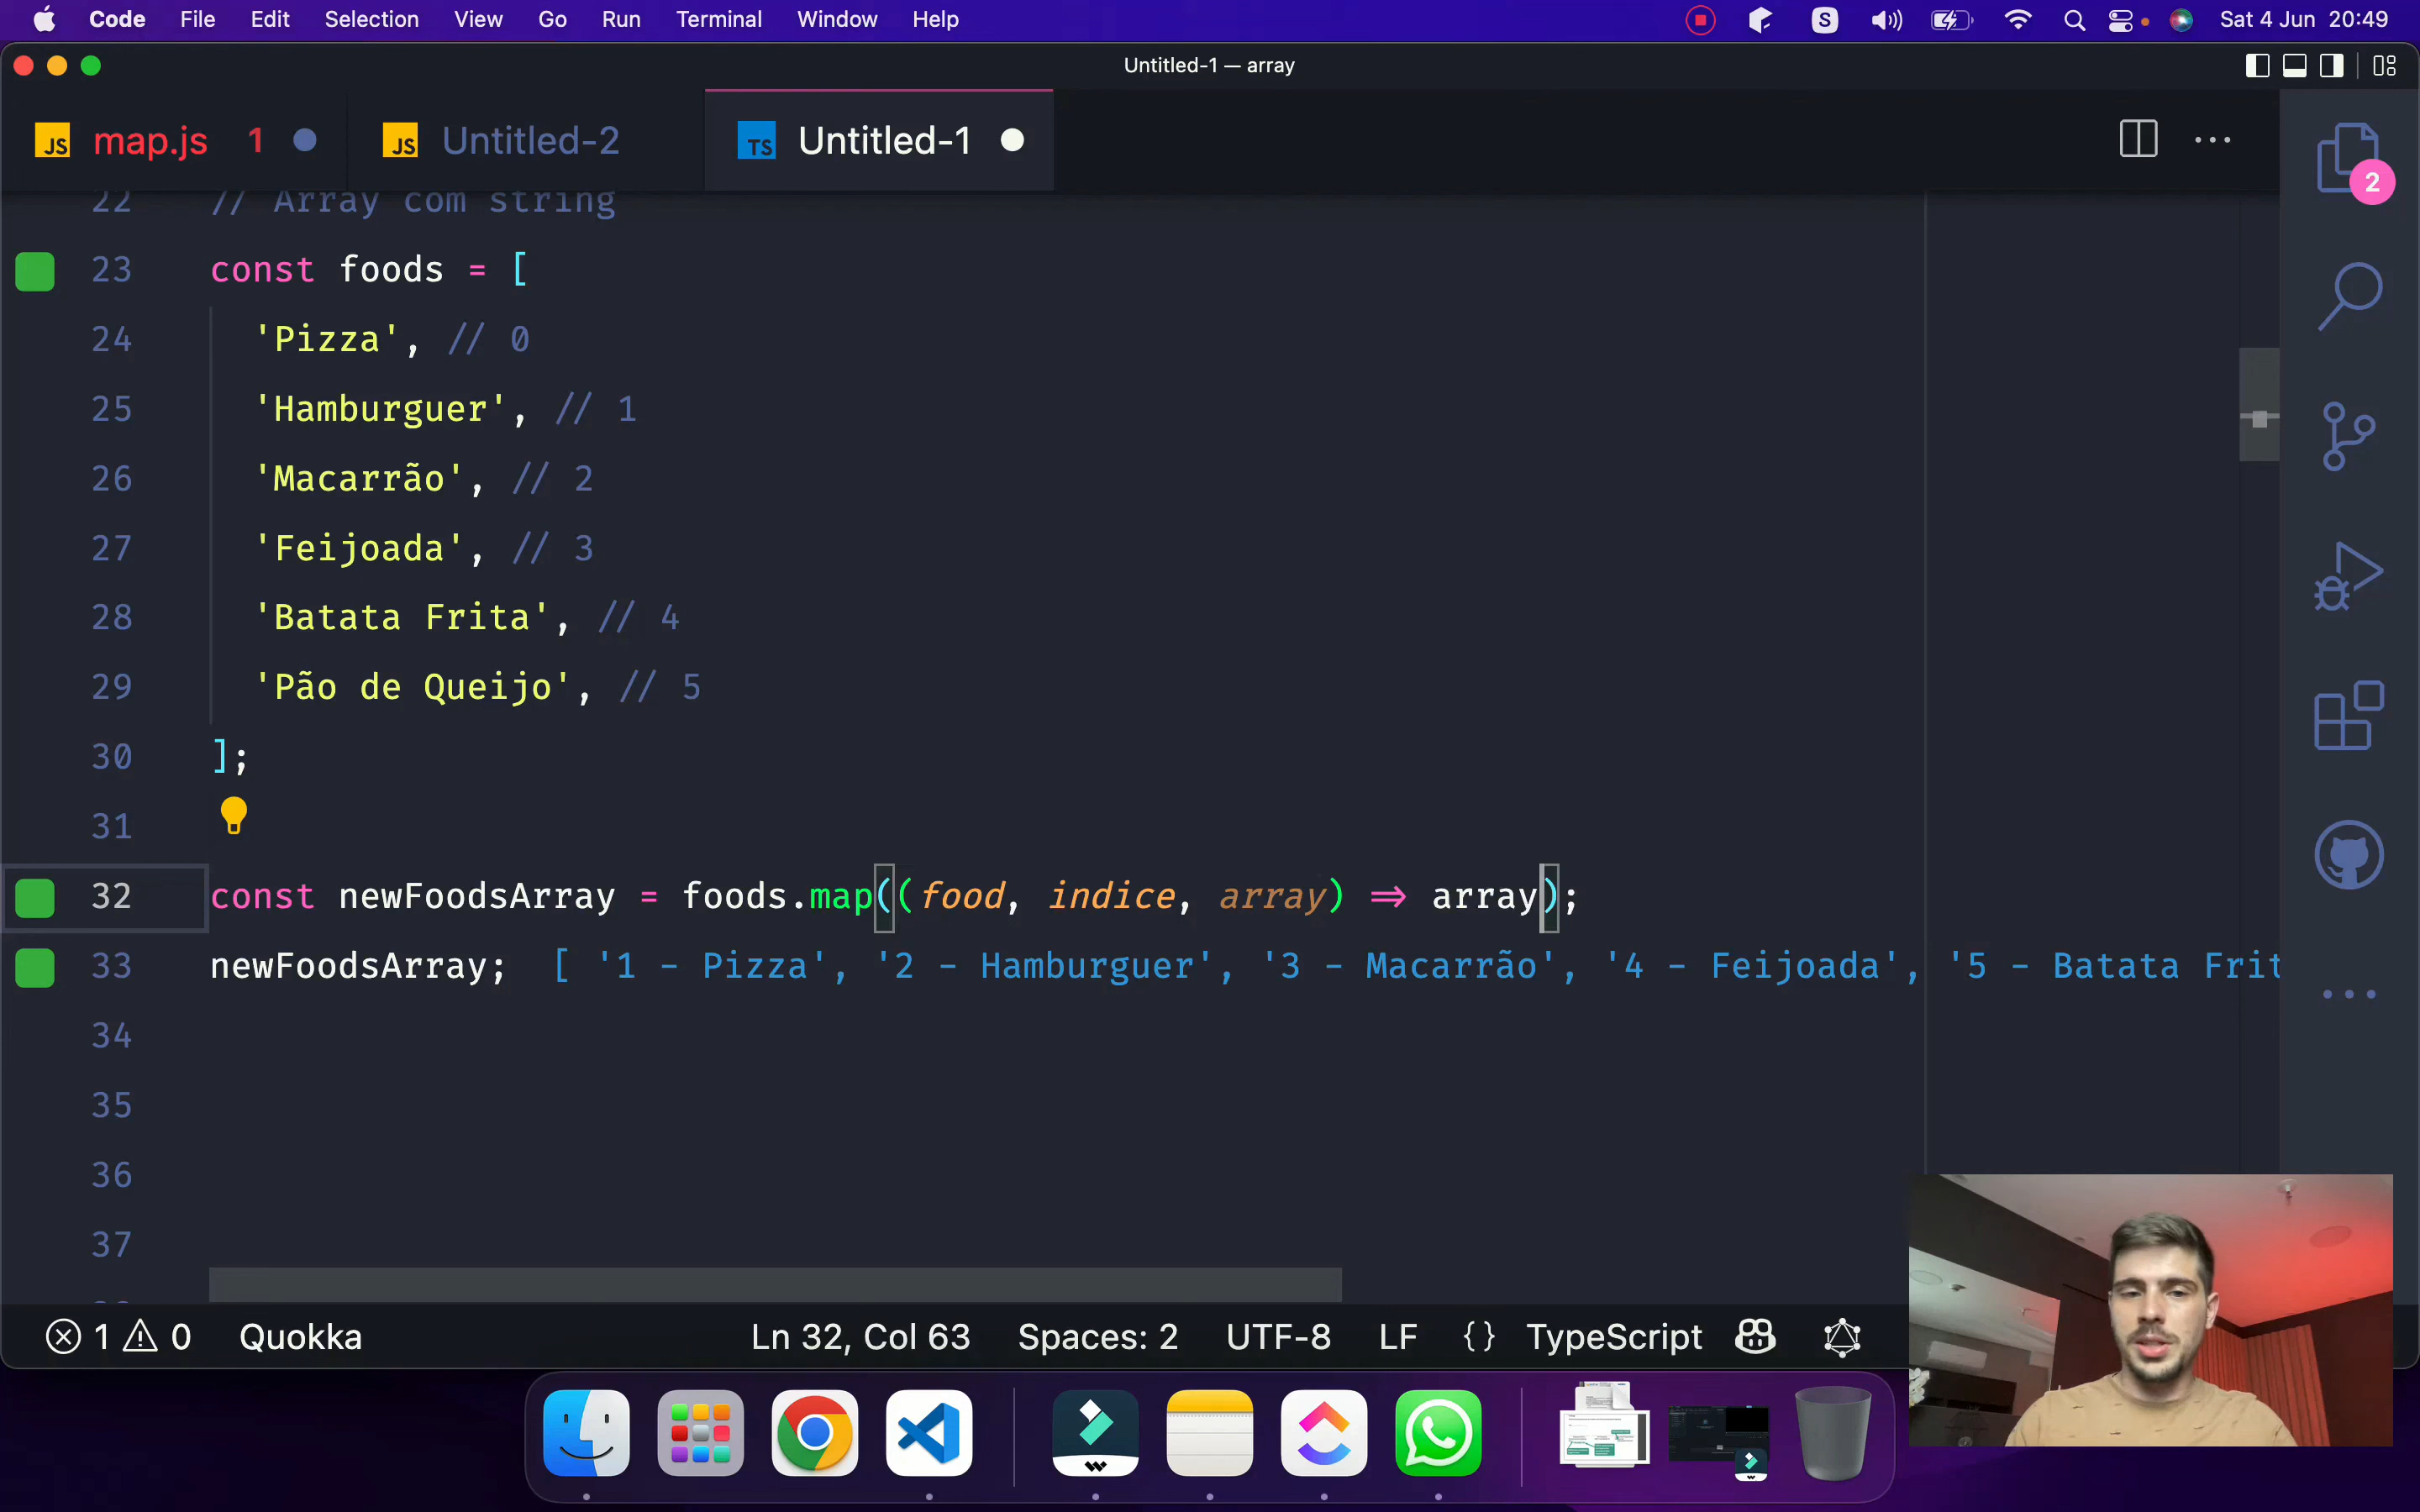 Code File Edit Selection View Go Run Terminal Window Help S Sat 4 Jun 20:49
Untitled-1 — array
JS map.js 1 JS Untitled-2 TS Untitled-1
2
22 // Array com string
23 const foods = [
24 'Pizza', // 0
25 'Hamburguer', // 1
26 'Macarrão', // 2
27 'Feijoada', // 3
28 'Batata Frita', // 4
29 'Pão de Queijo', // 5
30 ];
31
32 const newFoodsArray = foods.map((food, indice, array) => array);
33 newFoodsArray; [ '1 - Pizza', '2 - Hamburguer', '3 - Macarrão', '4 - Feijoada', '5 - Batata Frit
34
35
36
37
1 0 Quokka Ln 32, Col 63 Spaces: 2 UTF-8 LF {} TypeScript